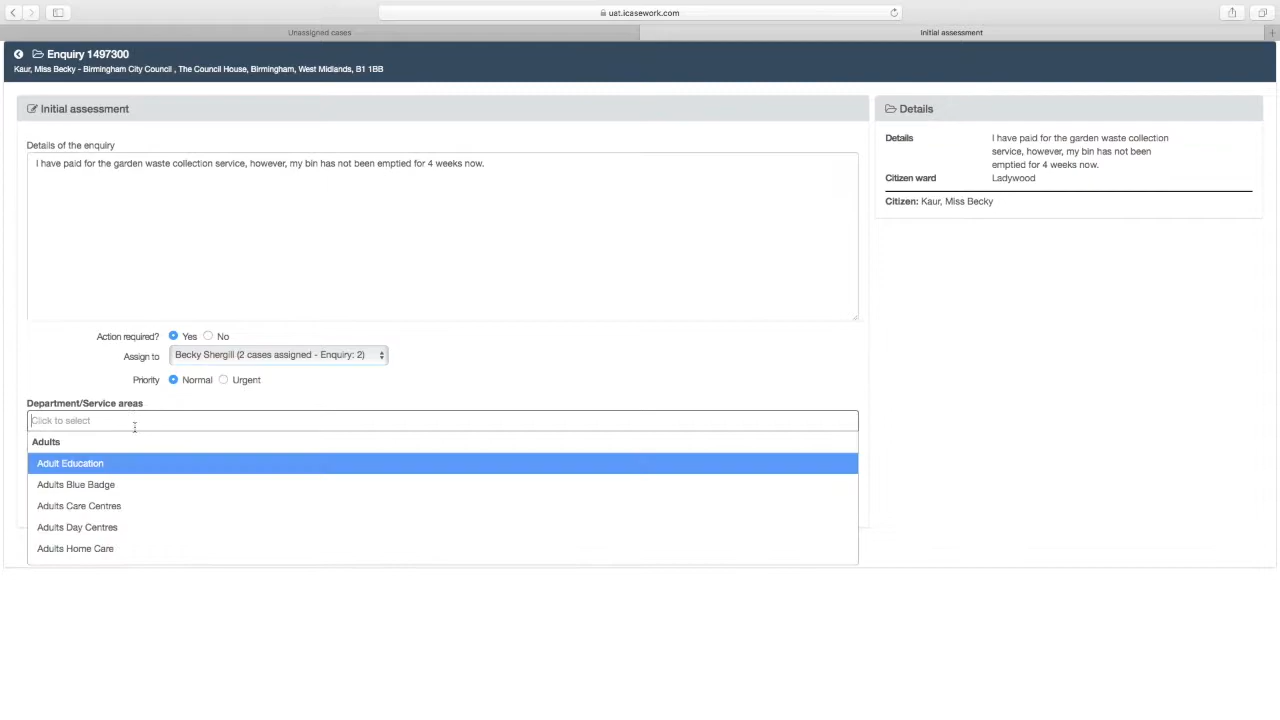 uat.icasework.com
Unassigned cases
Initial assessment
Enquiry 1497300
Kaur, Miss Becky - Birmingham City Council , The Council House, Birmingham, West Midlands, B1 1BB
Initial assessment
Details of the enquiry
I have paid for the garden waste collection service, however, my bin has not been emptied for 4 weeks now.
Action required? Yes No
Assign to Becky Shergill (2 cases assigned - Enquiry: 2)
Priority Normal Urgent
Department/Service areas
Click to select
Adults
Adult Education
Adults Blue Badge
Adults Care Centres
Adults Day Centres
Adults Home Care
Details
Details I have paid for the garden waste collection
service, however, my bin has not been
emptied for 4 weeks now.
Citizen ward Ladywood
Citizen: Kaur, Miss Becky